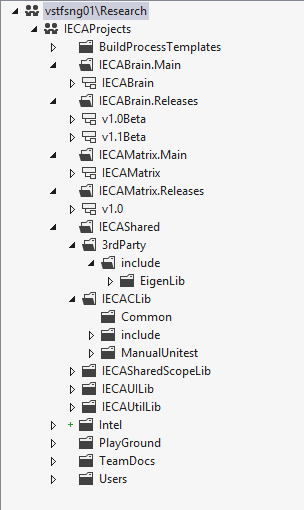 vstfsng01\Research
IECAProjects
BuildProcessTemplates
IECABrain.Main
IECABrain
IECABrain.Releases
v1.0Beta
v1.1Beta
IECAMatrix.Main
IECAMatrix
IECAMatrix.Releases
v1.0
IECAShared
3rdParty
include
EigenLib
IECACLib
Common
include
ManualUnitest
IECASharedScopeLib
IECAUILib
IECAUtilLib
Intel
PlayGround
TeamDocs
Users